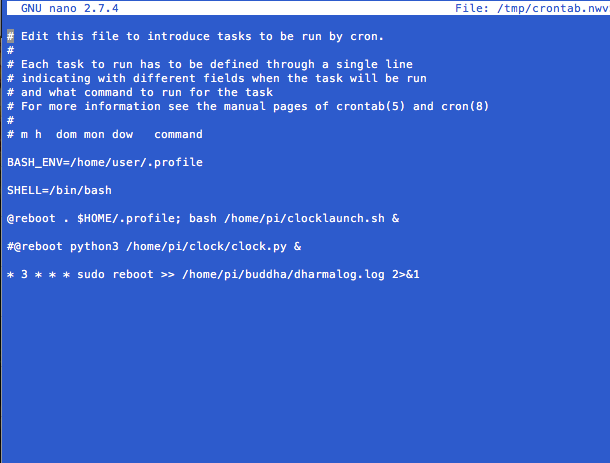 GNU nano 2.7.4 File: /tmp/crontab.nwv
# Edit this file to introduce tasks to be run by cron.
#
# Each task to run has to be defined through a single line
# indicating with different fields when the task will be run
# and what command to run for the task
# For more information see the manual pages of crontab(5) and cron(8)
#
# m h  dom mon dow   command
BASH_ENV=/home/user/.profile
SHELL=/bin/bash
@reboot . $HOME/.profile; bash /home/pi/clocklaunch.sh &
#@reboot python3 /home/pi/clock/clock.py &
* 3 * * * sudo reboot >> /home/pi/buddha/dharmalog.log 2>&1